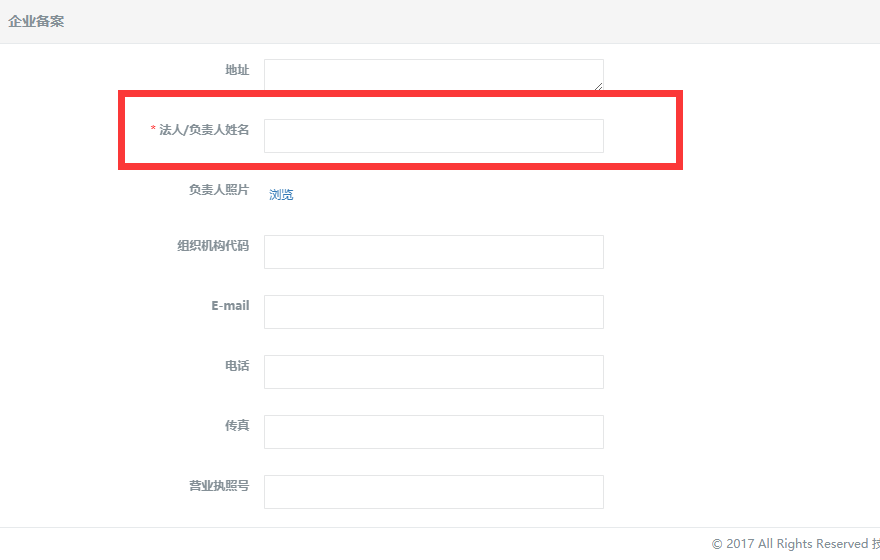 企业备案
地址
* 法人/负责人姓名
负责人照片 浏览
组织机构代码
E-mail
电话
传真
营业执照号
© 2017 All Rights Reserved 技